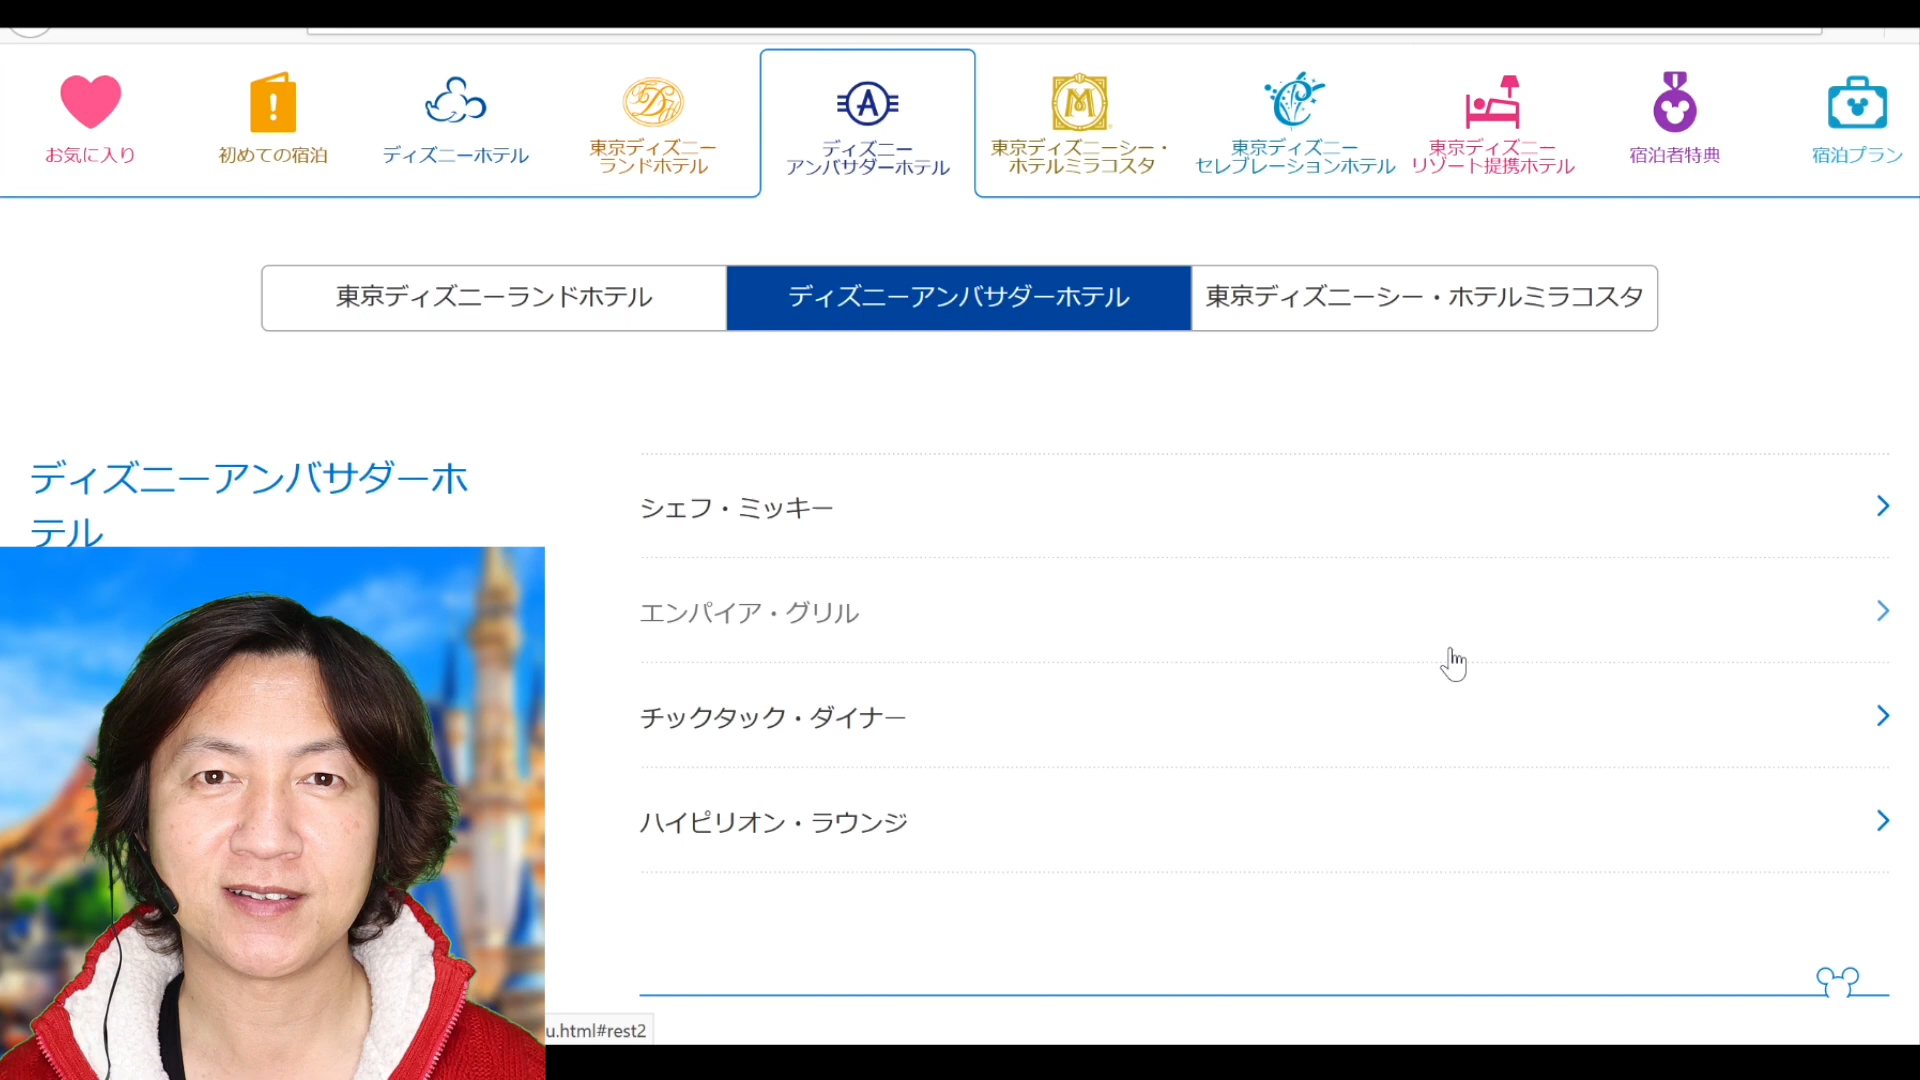 お気に入り
初めての宿泊
ディズニーホテル
東京ディズニー
ランドホテル
ディズニー
アンバサダーホテル
東京ディズニーシー・
ホテルミラコスタ
東京ディズニー
セレブレーションホテル
東京ディズニー
リゾート提携ホテル
宿泊者特典
宿泊プラン
東京ディズニーランドホテル
ディズニーアンバサダーホテル
東京ディズニーシー・ホテルミラコスタ
ディズニーアンバサダーホ
テル
シェフ・ミッキー
エンパイア・グリル
チックタック・ダイナー
ハイピリオン・ラウンジ
u.html#rest2